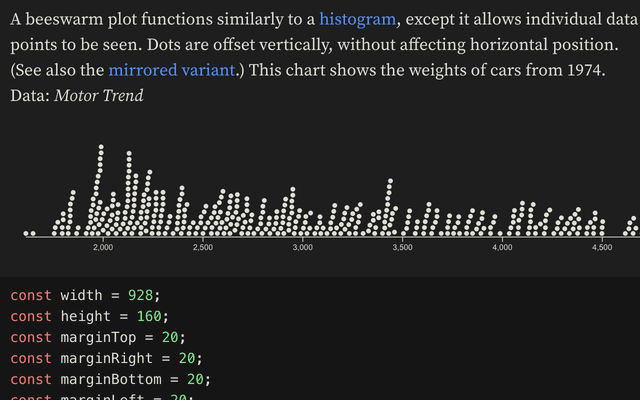 A beeswarm plot functions similarly to a histogram, except it allows individual data
points to be seen. Dots are offset vertically, without affecting horizontal position.
(See also the mirrored variant.) This chart shows the weights of cars from 1974.
Data: Motor Trend
2,000 2,500 3,000 3,500 4,000 4,500
const width = 928;
const height = 160;
const marginTop = 20;
const marginRight = 20;
const marginBottom = 20;
const marginLeft = 20;